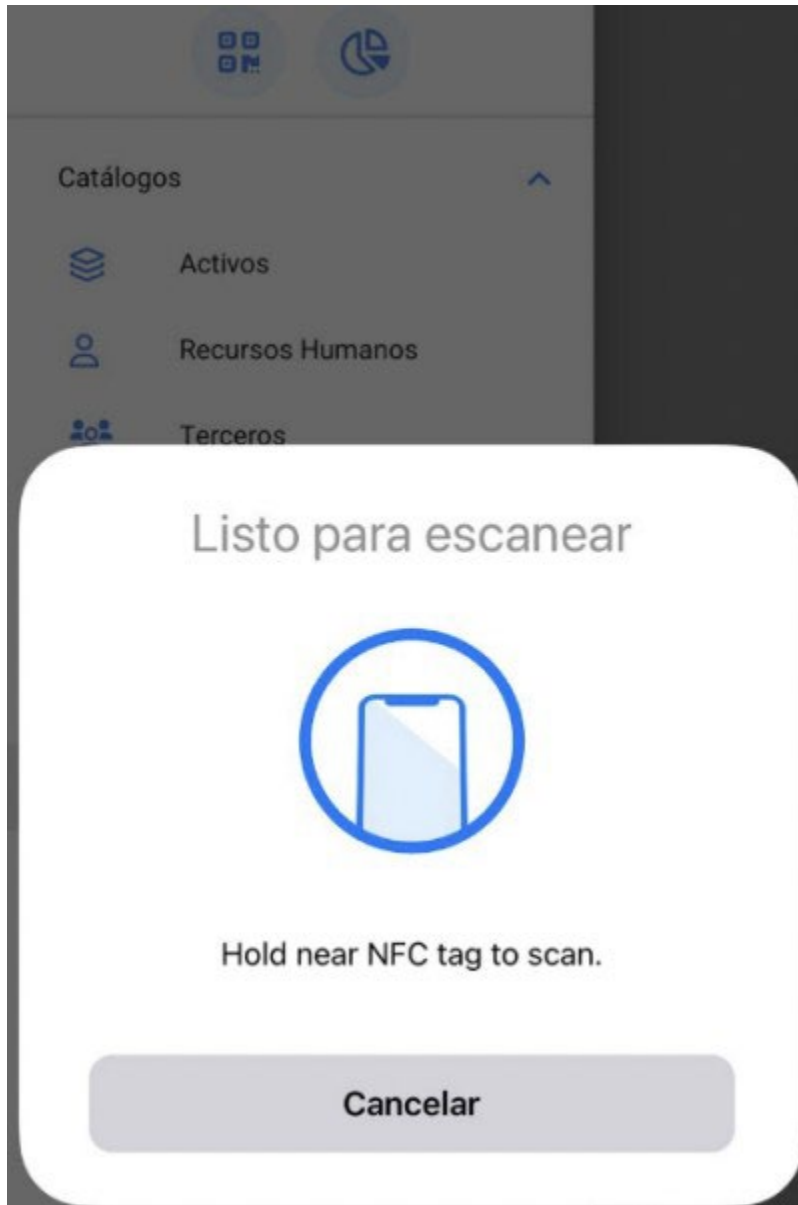 Catálogos
Activos
Recursos Humanos
Terceros
Listo para escanear
Hold near NFC tag to scan.
Cancelar